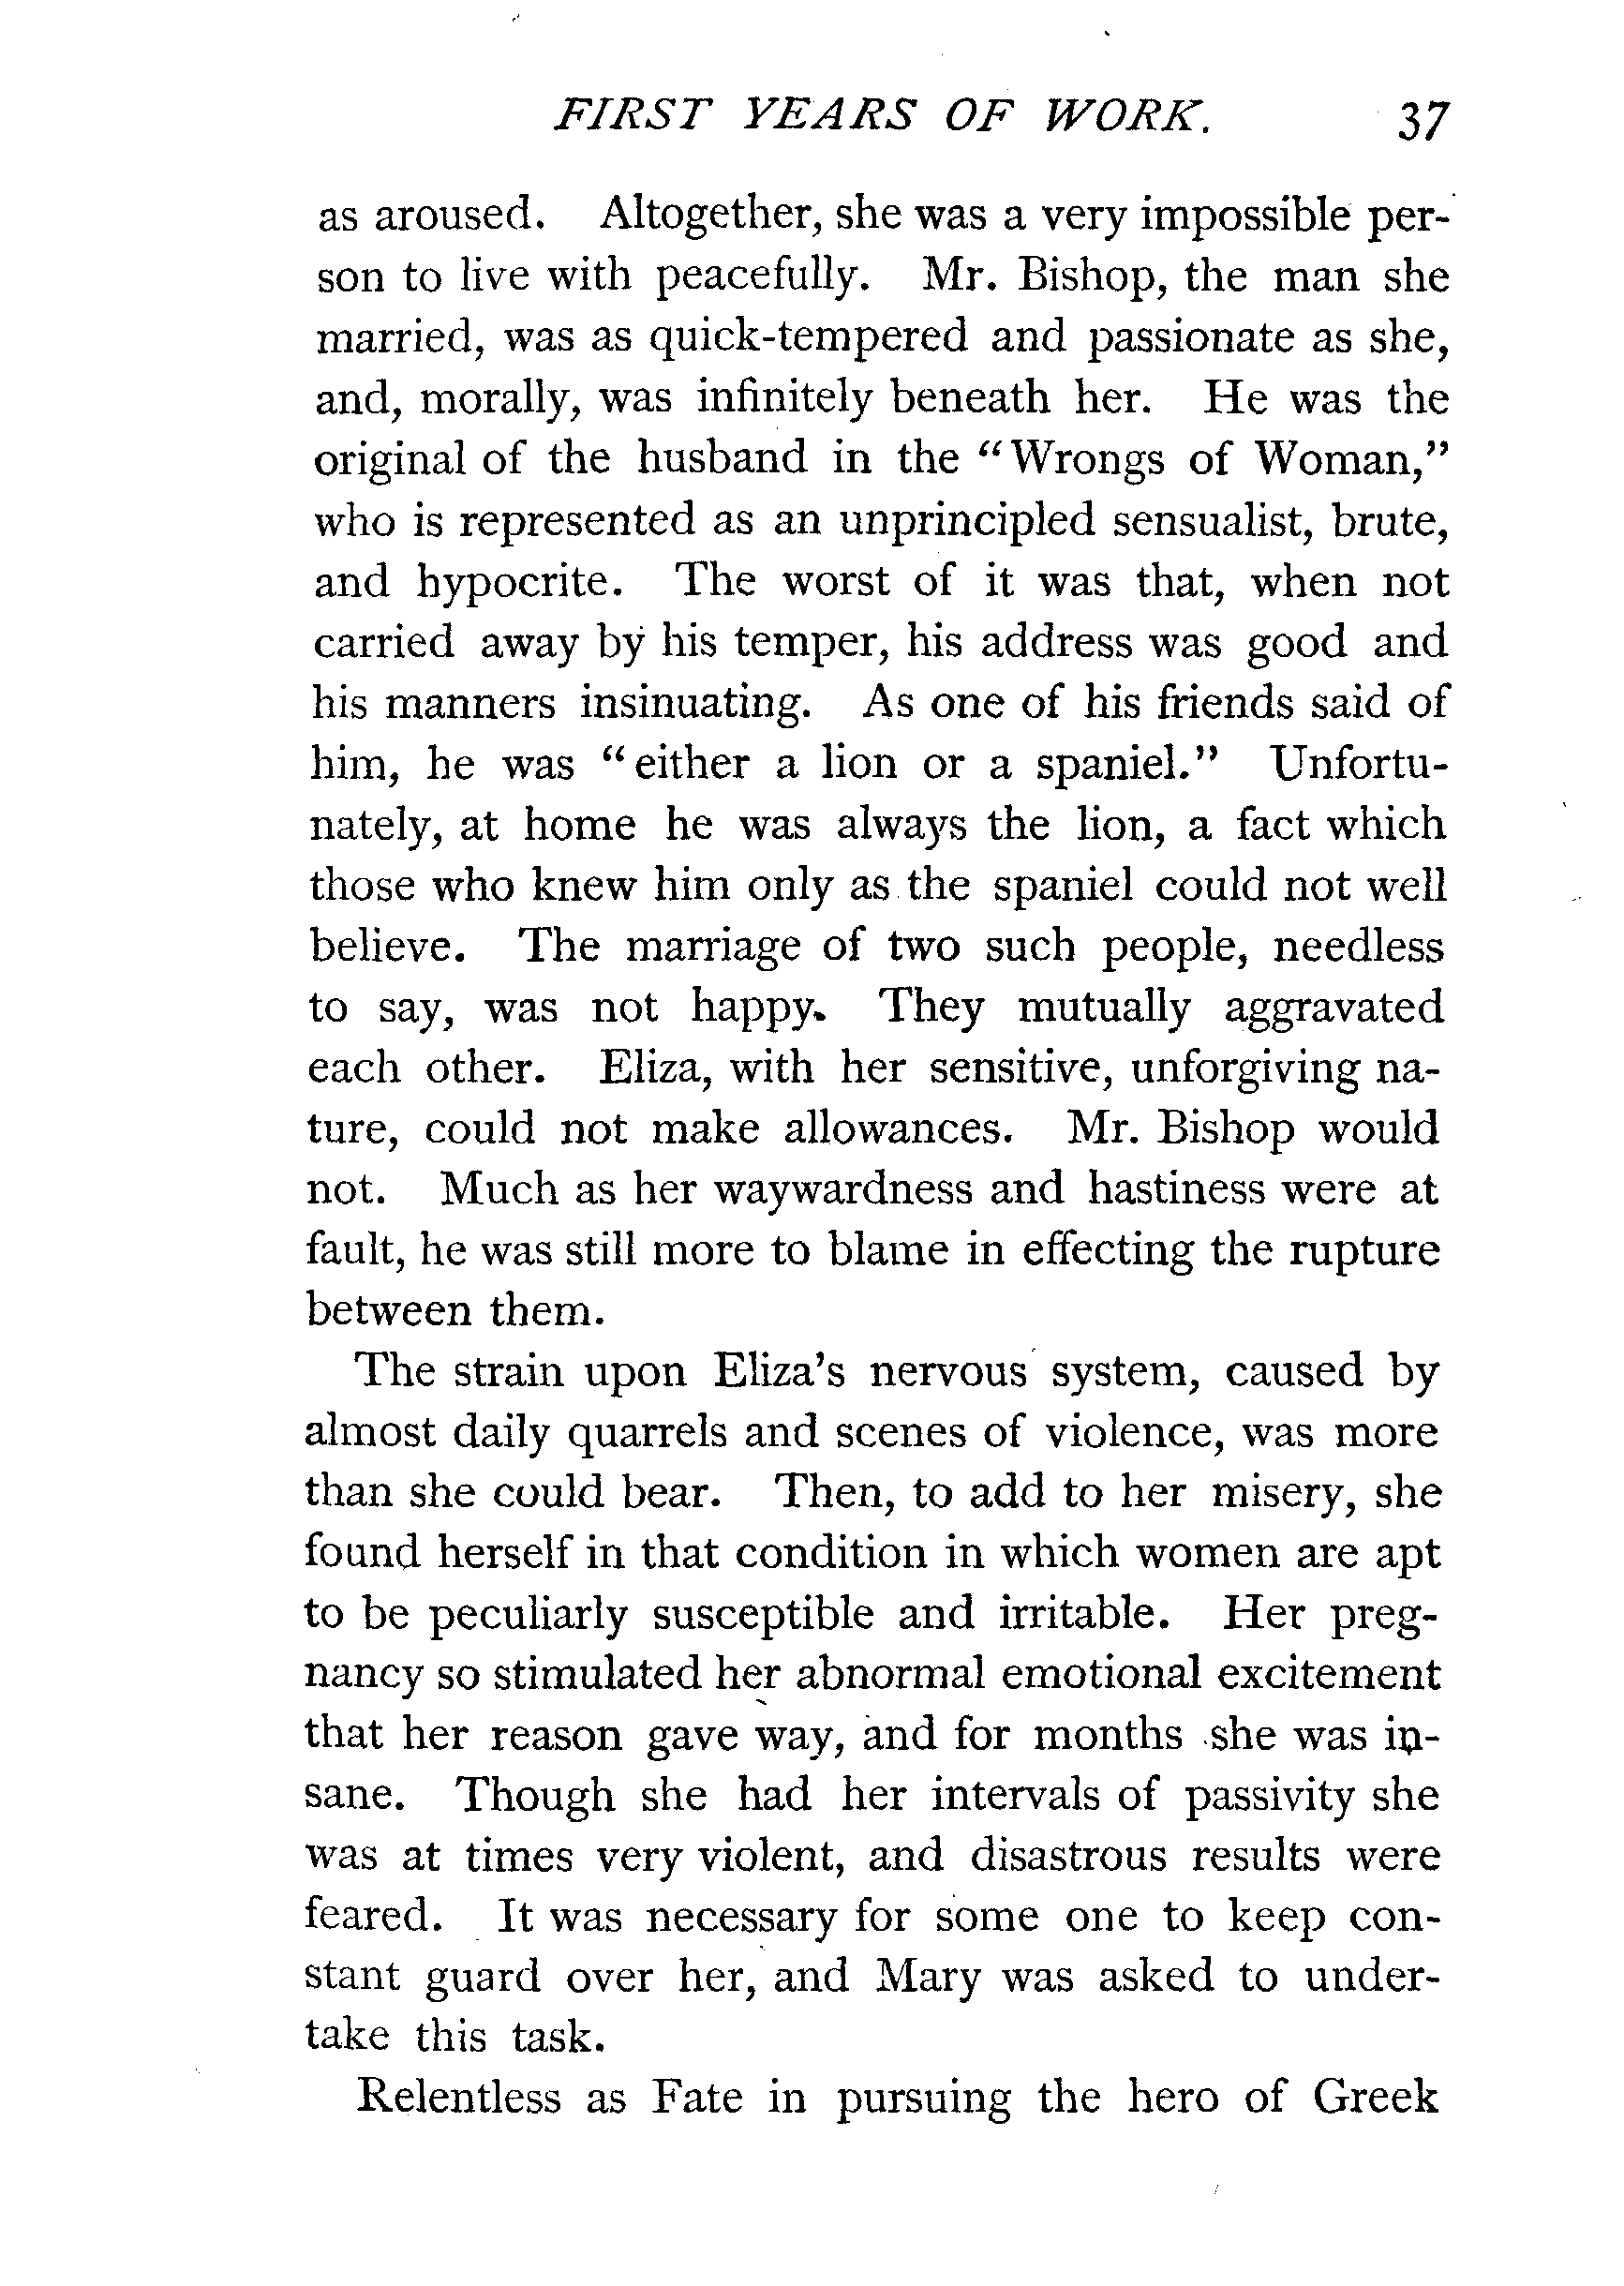 FIRST YEARS OF WORK. 37
as aroused. Altogether, she was a very impossible per-
son to live with peacefully. Mr. Bishop, the man she
married, was as quick-tempered and passionate as she,
and, morally, was infinitely beneath her. He was the
original of the husband in the “Wrongs of Woman,”
who is represented as an unprincipled sensualist, brute,
and hypocrite. The worst of it was that, when not
carried away by his temper, his address was good and
his manners insinuating. As one of his friends said of
him, he was “either a lion or a spaniel.” Unfortu-
nately, at home he was always the lion, a fact which
those who knew him only as the spaniel could not well
believe. The marriage of two such people, needless
to say, was not happy. They mutually aggravated
each other. Eliza, with her sensitive, unforgiving na-
ture, could not make allowances. Mr. Bishop would
not. Much as her waywardness and hastiness were at
fault, he was still more to blame in effecting the rupture
between them.
The strain upon Eliza’s nervous system, caused by
almost daily quarrels and scenes of violence, was more
than she could bear. Then, to add to her misery, she
found herself in that condition in which women are apt
to be peculiarly susceptible and irritable. Her preg-
nancy so stimulated her abnormal emotional excitement
that her reason gave way, and for months she was in-
sane. Though she had her intervals of passivity she
was at times very violent, and disastrous results were
feared. It was necessary for some one to keep con-
stant guard over her, and Mary was asked to under-
take this task.
Relentless as Fate in pursuing the hero of Greek